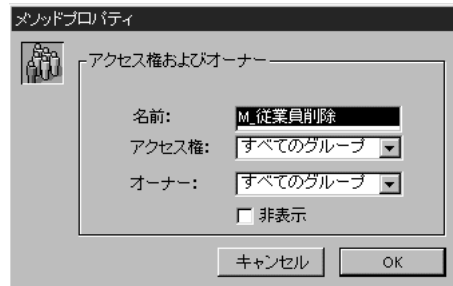 メソッドプロパティ
アクセス権およびオーナー
名前: M_従業員削除
アクセス権: すべてのグループ
オーナー: すべてのグループ
非表示
キャンセル OK